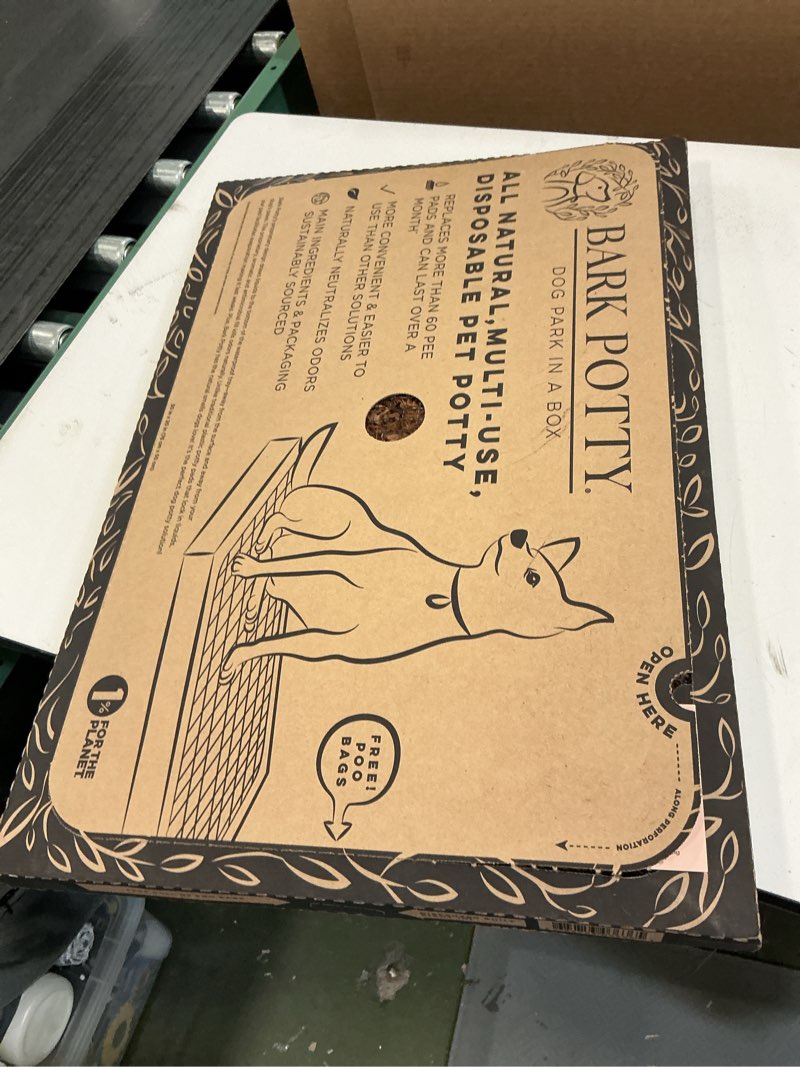 BARK POTTY.
DOG PARK IN A BOX
ALL NATURAL, MULTI-USE,
DISPOSABLE PET POTTY
REPLACES MORE THAN 60 PEE
PADS AND CAN LAST OVER A
MONTH
MORE CONVENIENT & EASIER TO
USE THAN OTHER SOLUTIONS
NATURALLY NEUTRALIZES ODORS
MAIN INGREDIENTS & PACKAGING
SUSTAINABLY SOURCED
OPEN HERE
ALONG PERFORATION
FREE!
POO
BAGS
1% FOR THE
PLANET